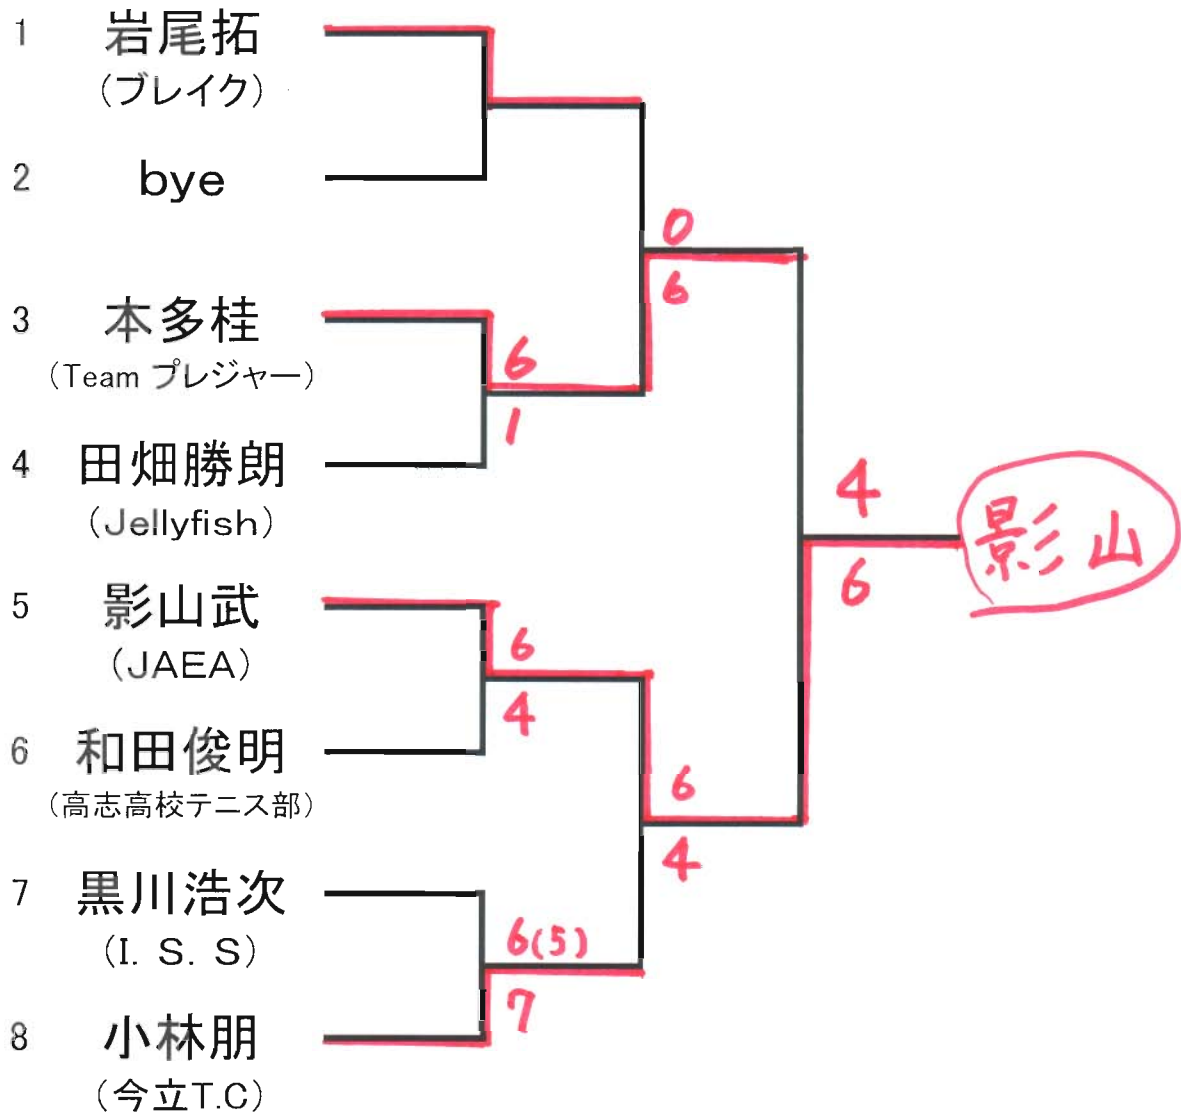 1 岩尾拓
（ブレイク）
2 bye
0
6
3 本多桂
（Team プレジャー）
6
1
4 田畑勝朗
（Jellyfish）
4
6
影山
5 影山武
（JAEA）
6
4
6 和田俊明
（高志高校テニス部）
6
4
7 黒川浩次
（I. S. S）
6(5)
7
8 小林朋
（今立T.C）